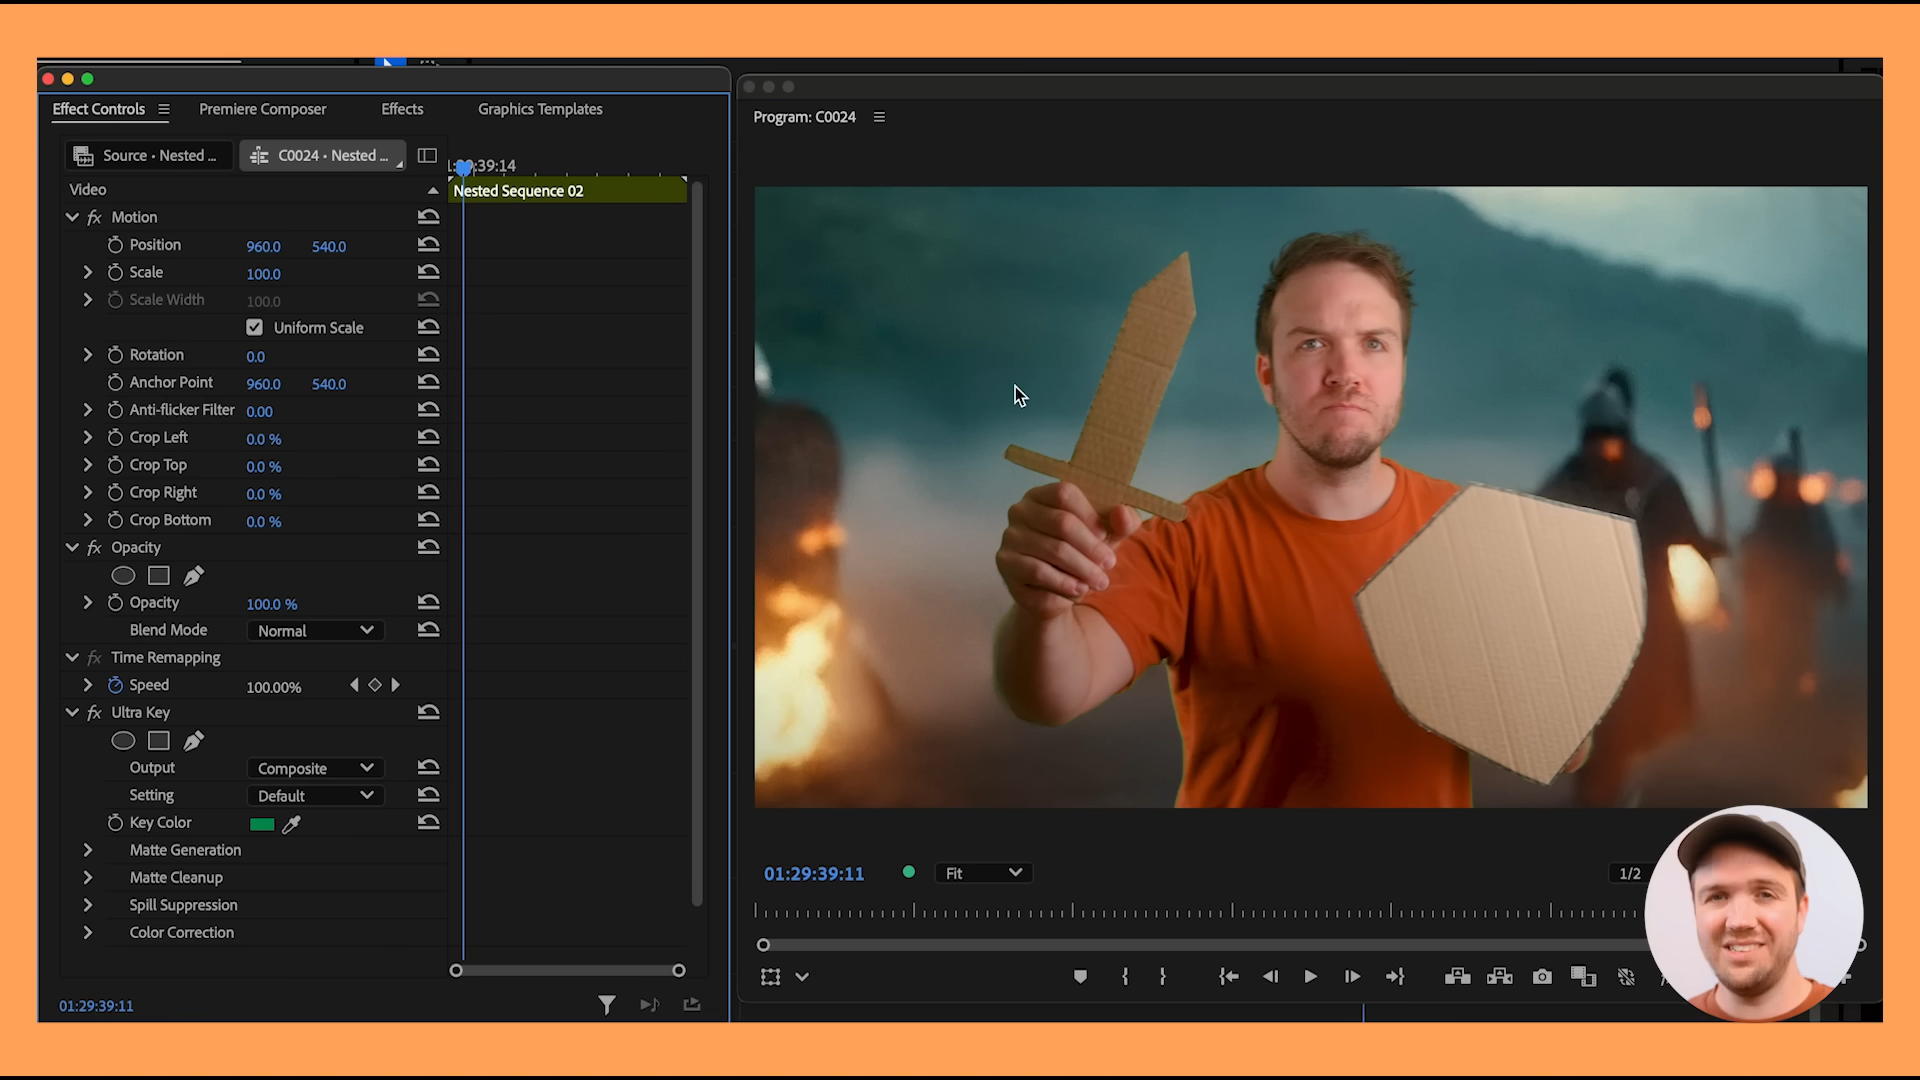 Effect Controls
Premiere Composer
Effects
Graphics Templates
Program: C0024
Source • Nested ...
C0024 • Nested ...
:39:14
Video
Nested Sequence 02
fx Motion
Position 960.0 540.0
Scale 100.0
Scale Width 100.0
Uniform Scale
Rotation 0.0
Anchor Point 960.0 540.0
Anti-flicker Filter 0.00
Crop Left 0.0 %
Crop Top 0.0 %
Crop Right 0.0 %
Crop Bottom 0.0 %
fx Opacity
Opacity 100.0 %
Blend Mode Normal
fx Time Remapping
Speed 100.00%
fx Ultra Key
Output Composite
Setting Default
Key Color
Matte Generation
Matte Cleanup
Spill Suppression
Color Correction
01:29:39:11
01:29:39:11
Fit
1/2